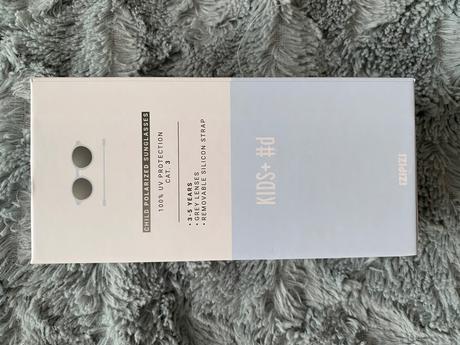 CHILD POLARIZED SUNGLASSES
100% UV PROTECTION
CAT. 3
• 3-5 YEARS
• GREY LENSES
• REMOVABLE SILICON STRAP
KIDS+ #d
IZIPIZI